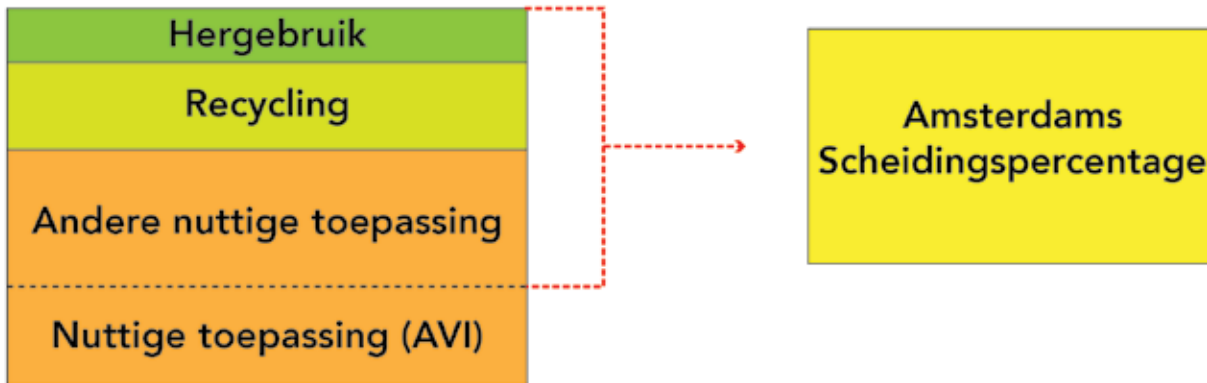 Hergebruik
Recycling
Andere nuttige toepassing
Nuttige toepassing (AVI)
Amsterdams
Scheidingspercentage